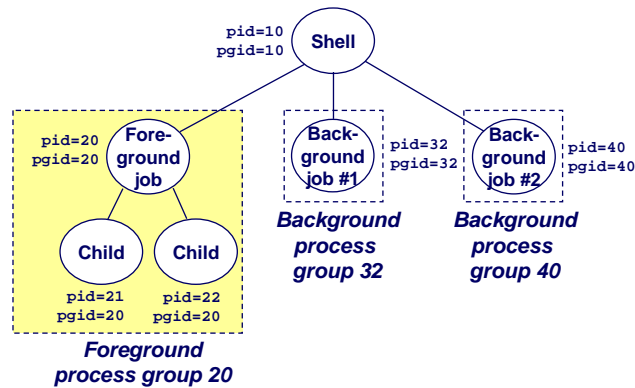 pid=10
pgid=10
Shell
pid=20
pgid=20
Fore-
ground
job
Back-
ground
job #1
pid=32
pgid=32
Back-
ground
job #2
pid=40
pgid=40
Child
Child
pid=21
pgid=20
pid=22
pgid=20
Background
process
group 32
Background
process
group 40
Foreground
process group 20